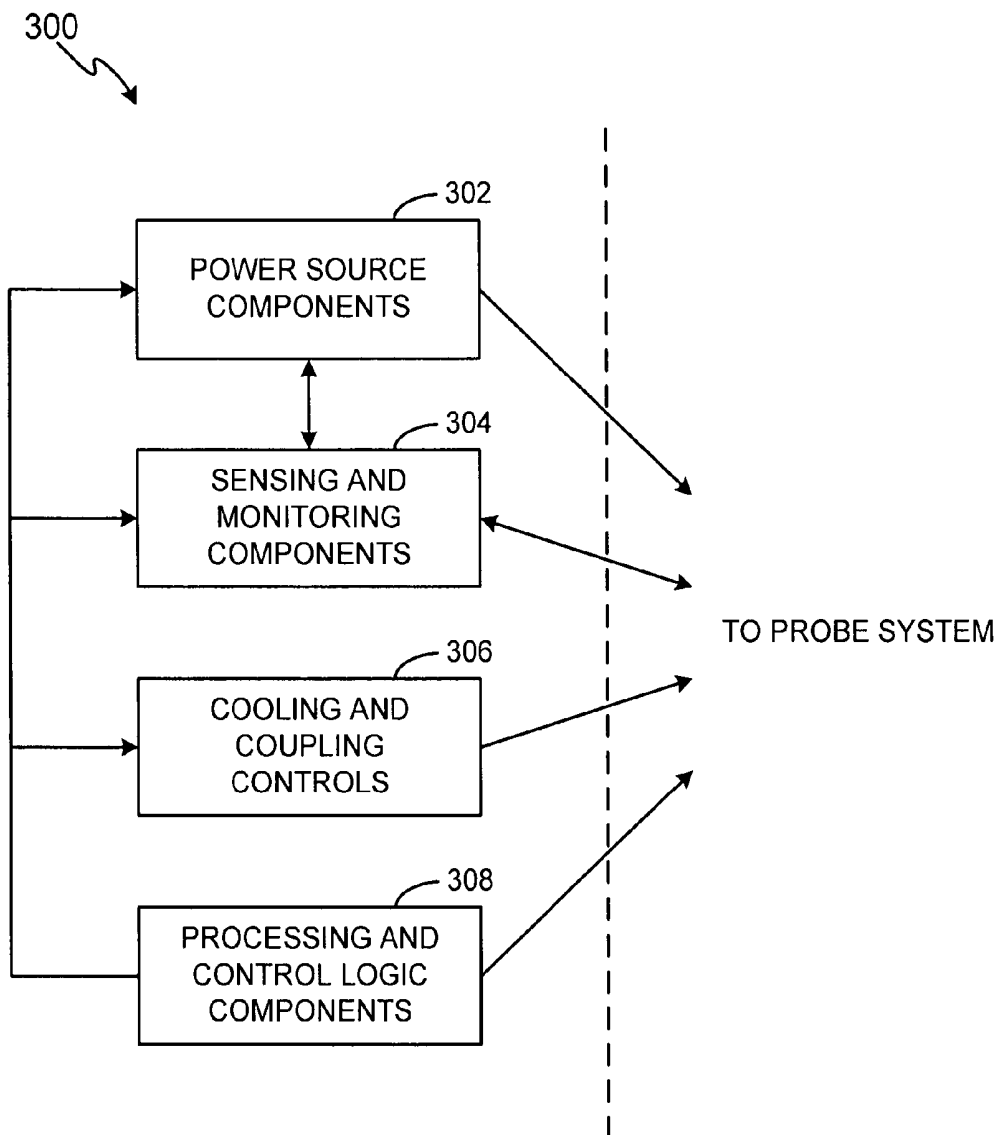 300
302
POWER SOURCE
COMPONENTS
304
SENSING AND
MONITORING
COMPONENTS
TO PROBE SYSTEM
306
COOLING AND
COUPLING
CONTROLS
308
PROCESSING AND
CONTROL LOGIC
COMPONENTS